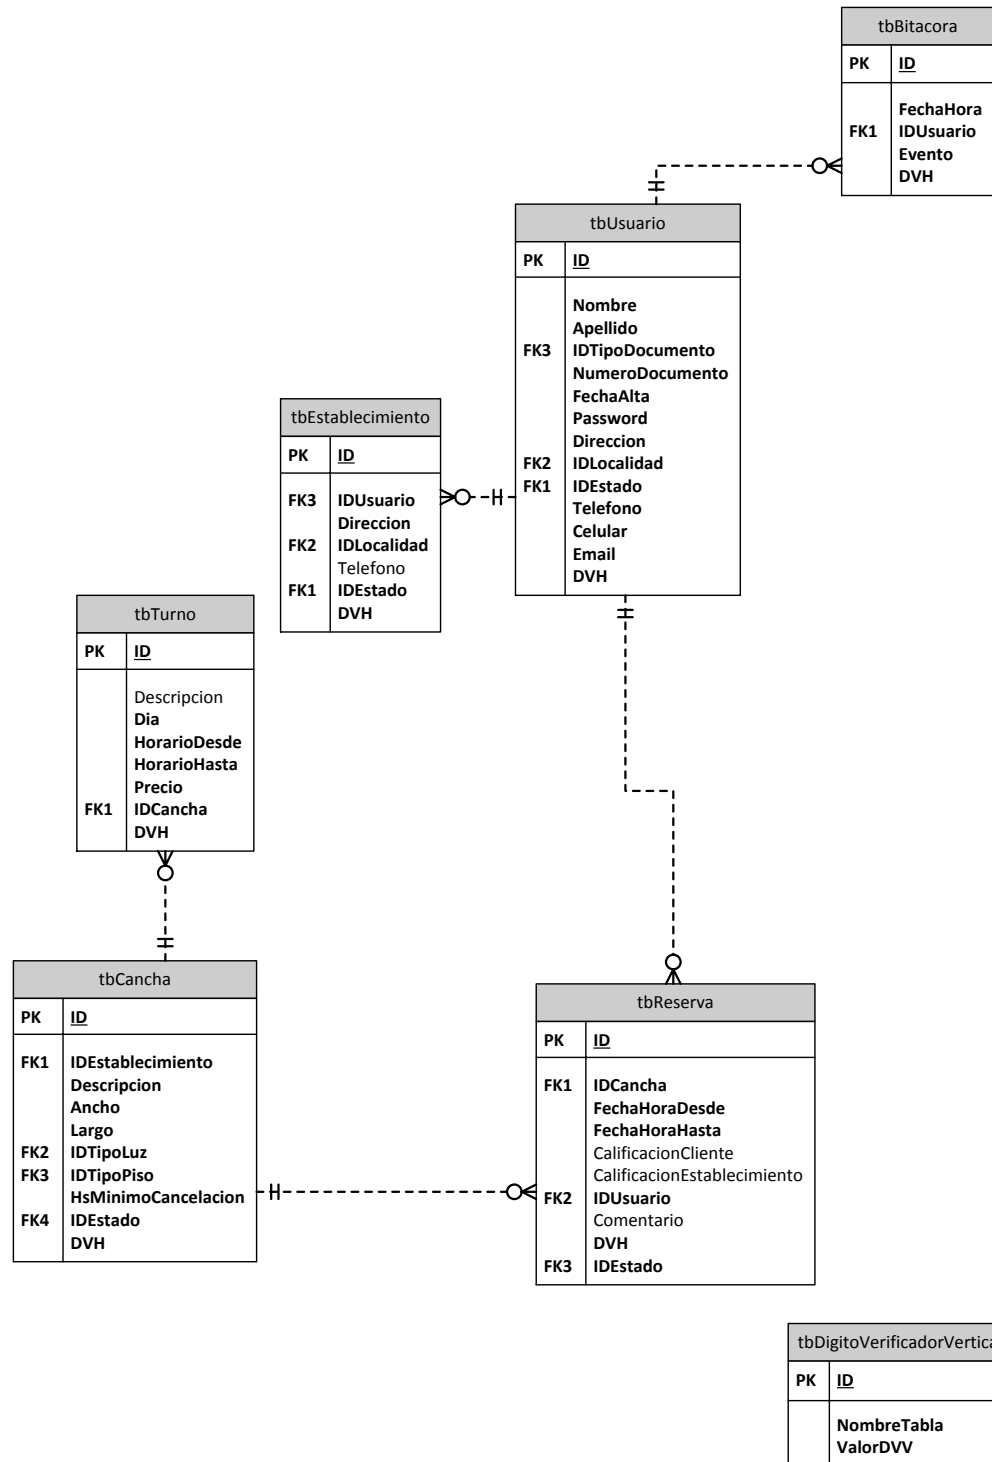 tbBitacora
PK ID
FechaHora
FK1 IDUsuario
Evento
DVH
tbUsuario
PK ID
Nombre
Apellido
FK3 IDTipoDocumento
NumeroDocumento
FechaAlta
Password
Direccion
FK2 IDLocalidad
FK1 IDEstado
Telefono
Celular
Email
DVH
tbEstablecimiento
PK ID
FK3 IDUsuario
Direccion
FK2 IDLocalidad
Telefono
FK1 IDEstado
DVH
tbTurno
PK ID
Descripcion
Dia
HorarioDesde
HorarioHasta
Precio
FK1 IDCancha
DVH
tbCancha
PK ID
FK1 IDEstablecimiento
Descripcion
Ancho
Largo
FK2 IDTipoLuz
FK3 IDTipoPiso
HsMinimoCancelacion
FK4 IDEstado
DVH
tbReserva
PK ID
FK1 IDCancha
FechaHoraDesde
FechaHoraHasta
CalificacionCliente
CalificacionEstablecimiento
FK2 IDUsuario
Comentario
DVH
FK3 IDEstado
tbDigitoVerificadorVertica
PK ID
NombreTabla
ValorDVV